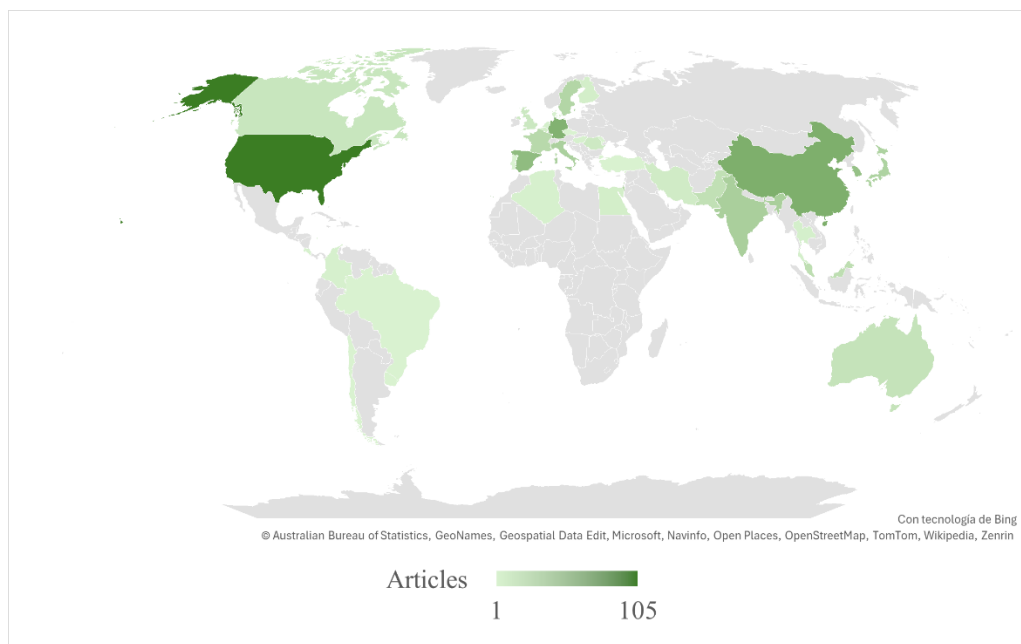 Con tecnología de Bing
© Australian Bureau of Statistics, GeoNames, Geospatial Data Edit, Microsoft, Navinfo, Open Places, OpenStreetMap, TomTom, Wikipedia, Zenrin
Articles
1 105